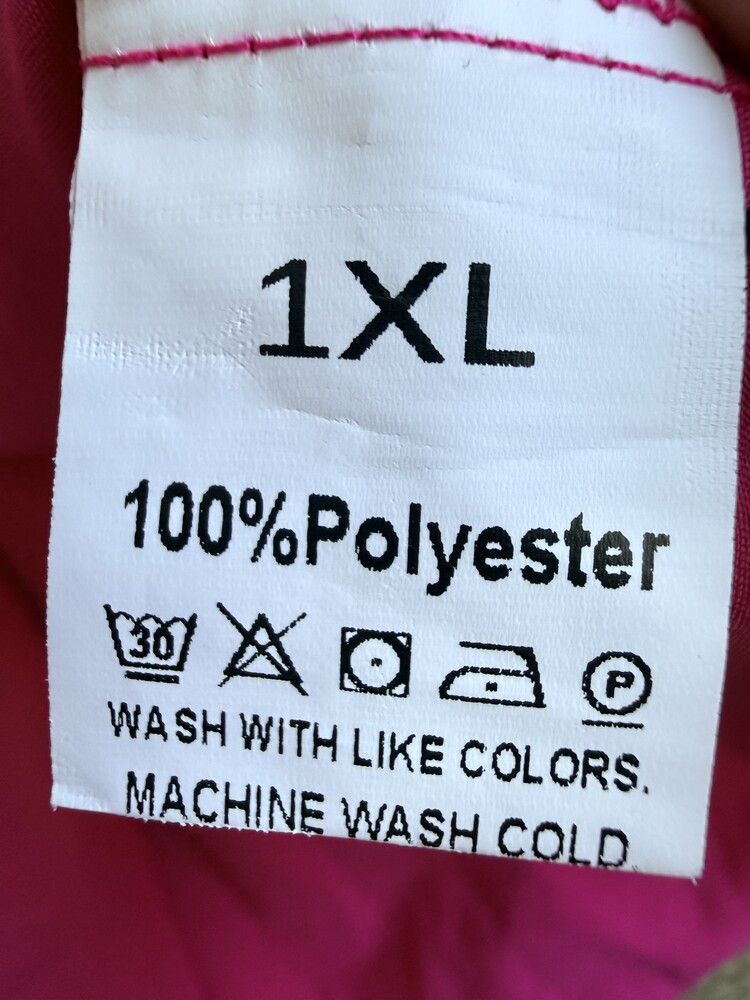 1XL
100%Polyester
30 P
WASH WITH LIKE COLORS.
MACHINE WASH COLD